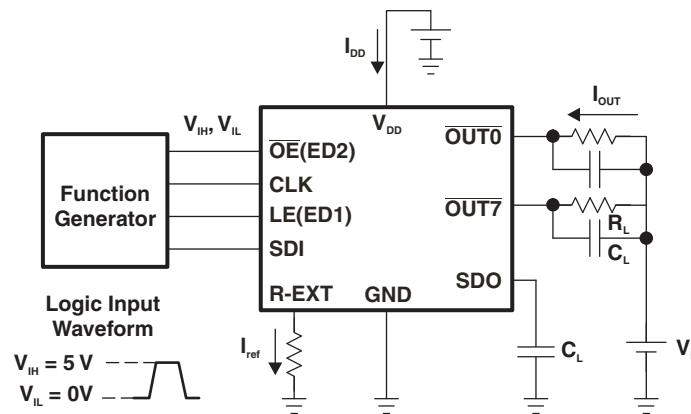 I_DD
I_OUT
V_IH, V_IL
V_DD
OUT0
Function
Generator
OE(ED2)
CLK
LE(ED1)
SDI
OUT7
R_L
C_L
SDO
R-EXT
GND
Logic Input
Waveform
V_IH = 5 V
V_IL = 0V
I_ref
C_L
V